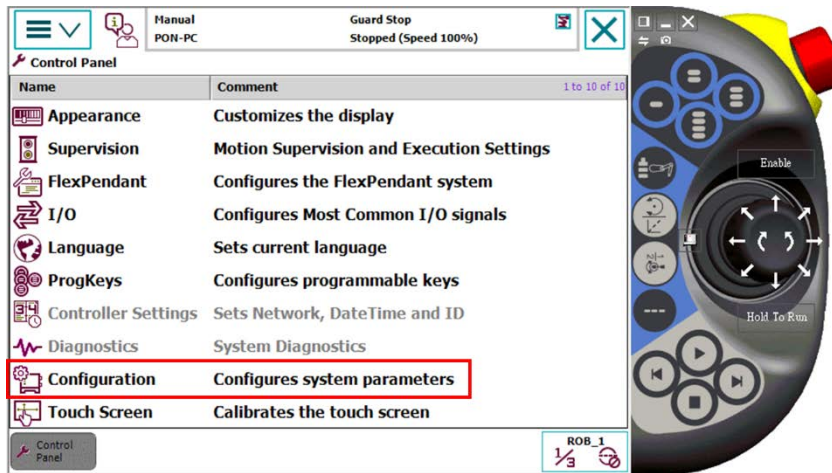 Manual
PON-PC
Guard Stop
Stopped (Speed 100%)
Control Panel
Name Comment 1 to 10 of 10
Appearance Customizes the display
Supervision Motion Supervision and Execution Settings
FlexPendant Configures the FlexPendant system
I/O Configures Most Common I/O signals
Language Sets current language
ProgKeys Configures programmable keys
Controller Settings Sets Network, DateTime and ID
Diagnostics System Diagnostics
Configuration Configures system parameters
Touch Screen Calibrates the touch screen
Control
Panel
ROB_1
1/3
Enable
Hold To Run